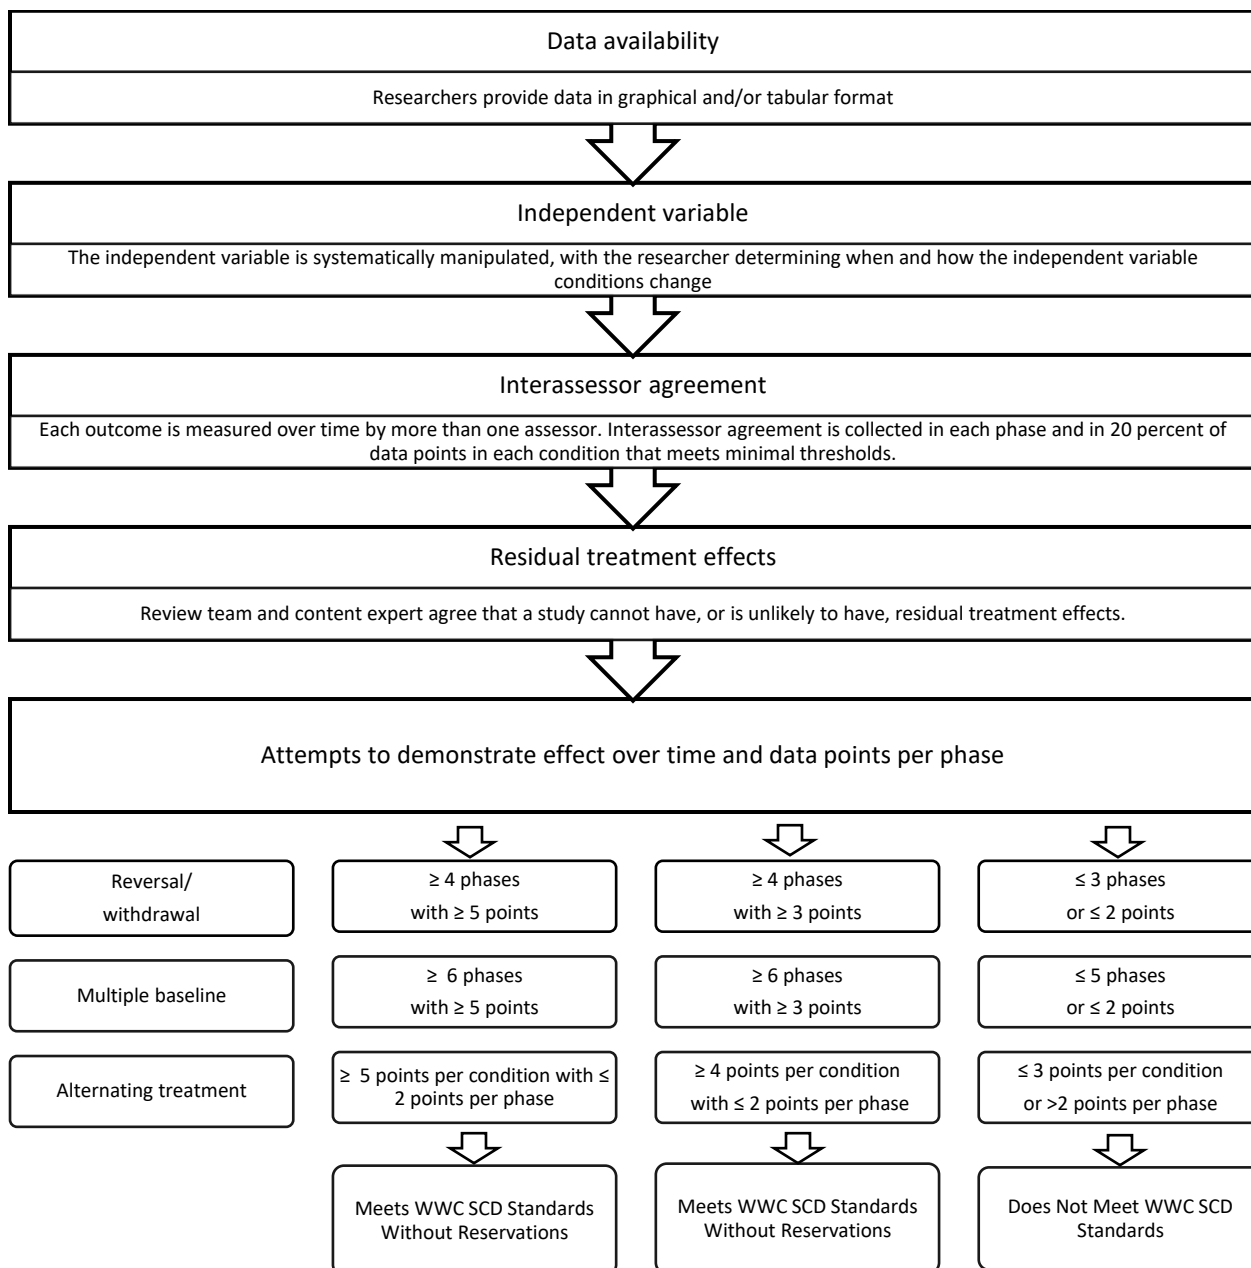 Data availability
Researchers provide data in graphical and/or tabular format
Independent variable
The independent variable is systematically manipulated, with the researcher determining when and how the independent variable
conditions change
Interassessor agreement
Each outcome is measured over time by more than one assessor. Interassessor agreement is collected in each phase and in 20 percent of
data points in each condition that meets minimal thresholds.
Residual treatment effects
Review team and content expert agree that a study cannot have, or is unlikely to have, residual treatment effects.
Attempts to demonstrate effect over time and data points per phase
Reversal/
withdrawal
≥ 4 phases
with ≥ 5 points
≥ 4 phases
with ≥ 3 points
≤ 3 phases
or ≤ 2 points
Multiple baseline
≥ 6 phases
with ≥ 5 points
≥ 6 phases
with ≥ 3 points
≤ 5 phases
or ≤ 2 points
Alternating treatment
≥ 5 points per condition with ≤
2 points per phase
≥ 4 points per condition
with ≤ 2 points per phase
≤ 3 points per condition
or >2 points per phase
Meets WWC SCD Standards
Without Reservations
Meets WWC SCD Standards
Without Reservations
Does Not Meet WWC SCD
Standards